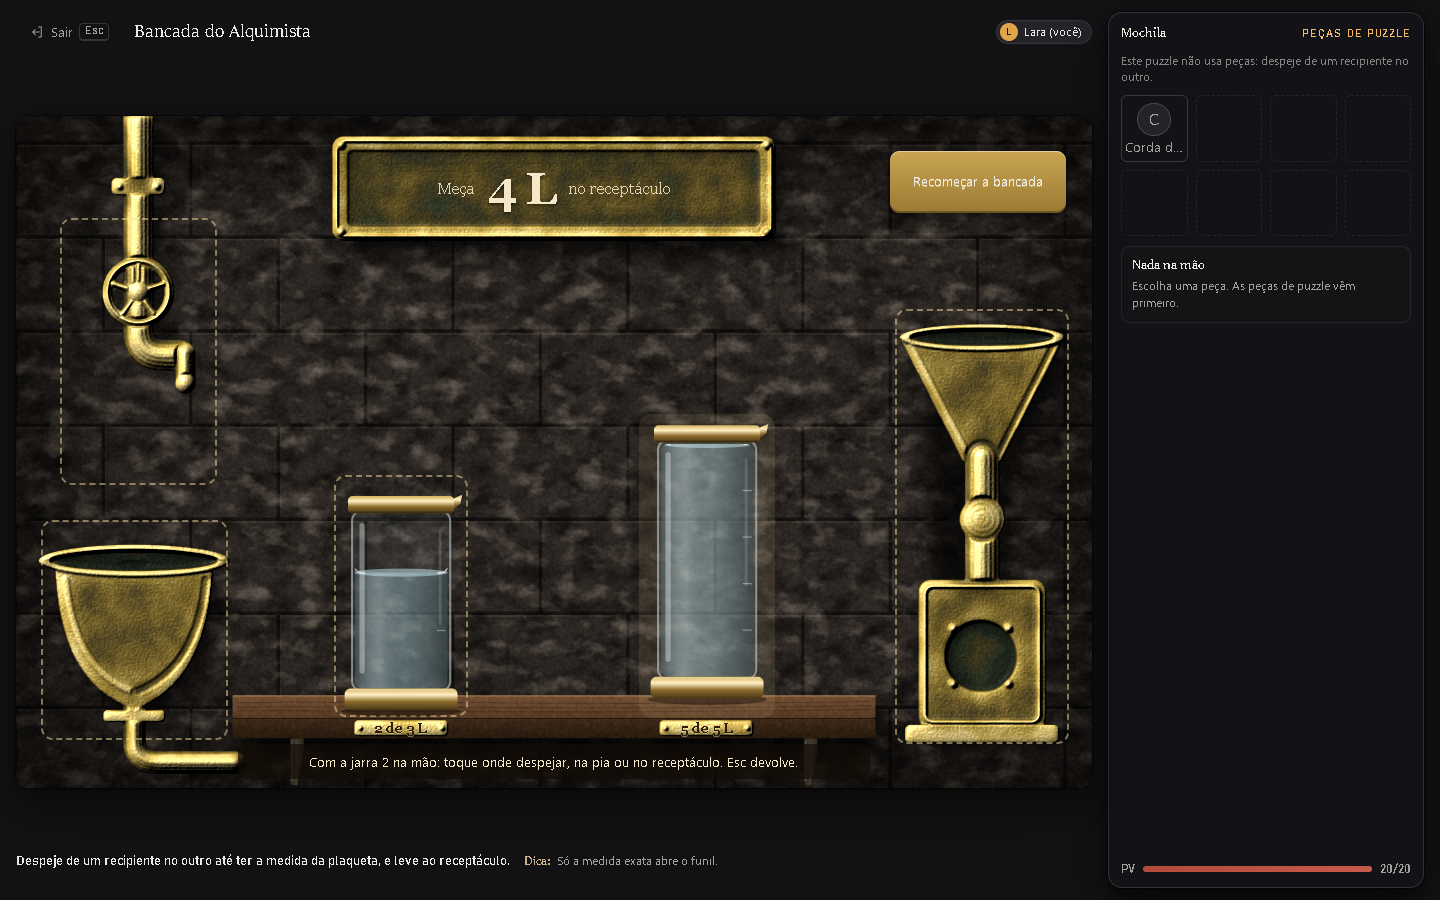 Sair Esc Bancada do Alquimista
L Lara (você)
Mochila PEÇAS DE PUZZLE
Este puzzle não usa peças: despeje de um recipiente no
outro.
C
Corda d...
Nada na mão
Escolha uma peça. As peças de puzzle vêm
primeiro.
Meça 4 L no receptáculo
Recomeçar a bancada
2 de 3 L
5 de 5 L
Com a jarra 2 na mão: toque onde despejar, na pia ou no receptáculo. Esc devolve.
Despeje de um recipiente no outro até ter a medida da plaqueta, e leve ao receptáculo. Dica: Só a medida exata abre o funil.
PV 20/20